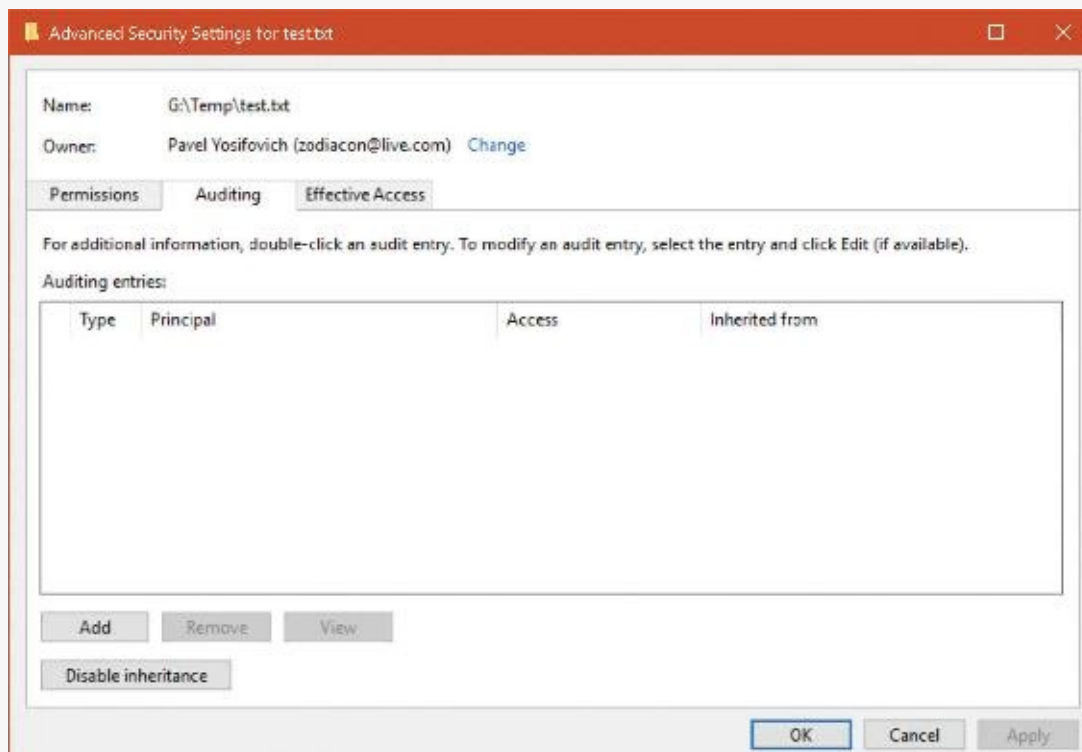 Advanced Security Settings for test.txt
Name: G:\Temp\test.txt
Owner: Pavel Yosifovich (zodiacon@live.com) Change
Permissions Auditing Effective Access
For additional information, double-click an audit entry. To modify an audit entry, select the entry and click Edit (if available).
Auditing entries:
Type Principal Access Inherited from
Add Remove View
Disable inheritance
OK Cancel Apply